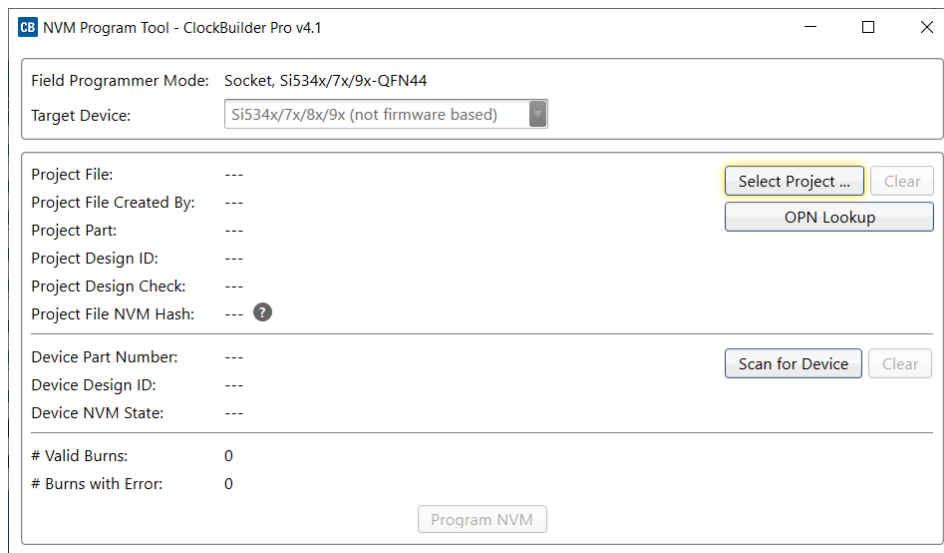 CB NVM Program Tool - ClockBuilder Pro v4.1
Field Programmer Mode: Socket, Si534x/7x/9x-QFN44
Target Device: Si534x/7x/8x/9x (not firmware based)
Project File: --- Select Project ... Clear
Project File Created By: --- OPN Lookup
Project Part: ---
Project Design ID: ---
Project Design Check: ---
Project File NVM Hash: --- ?
Device Part Number: --- Scan for Device Clear
Device Design ID: ---
Device NVM State: ---
# Valid Burns: 0
# Burns with Error: 0
Program NVM